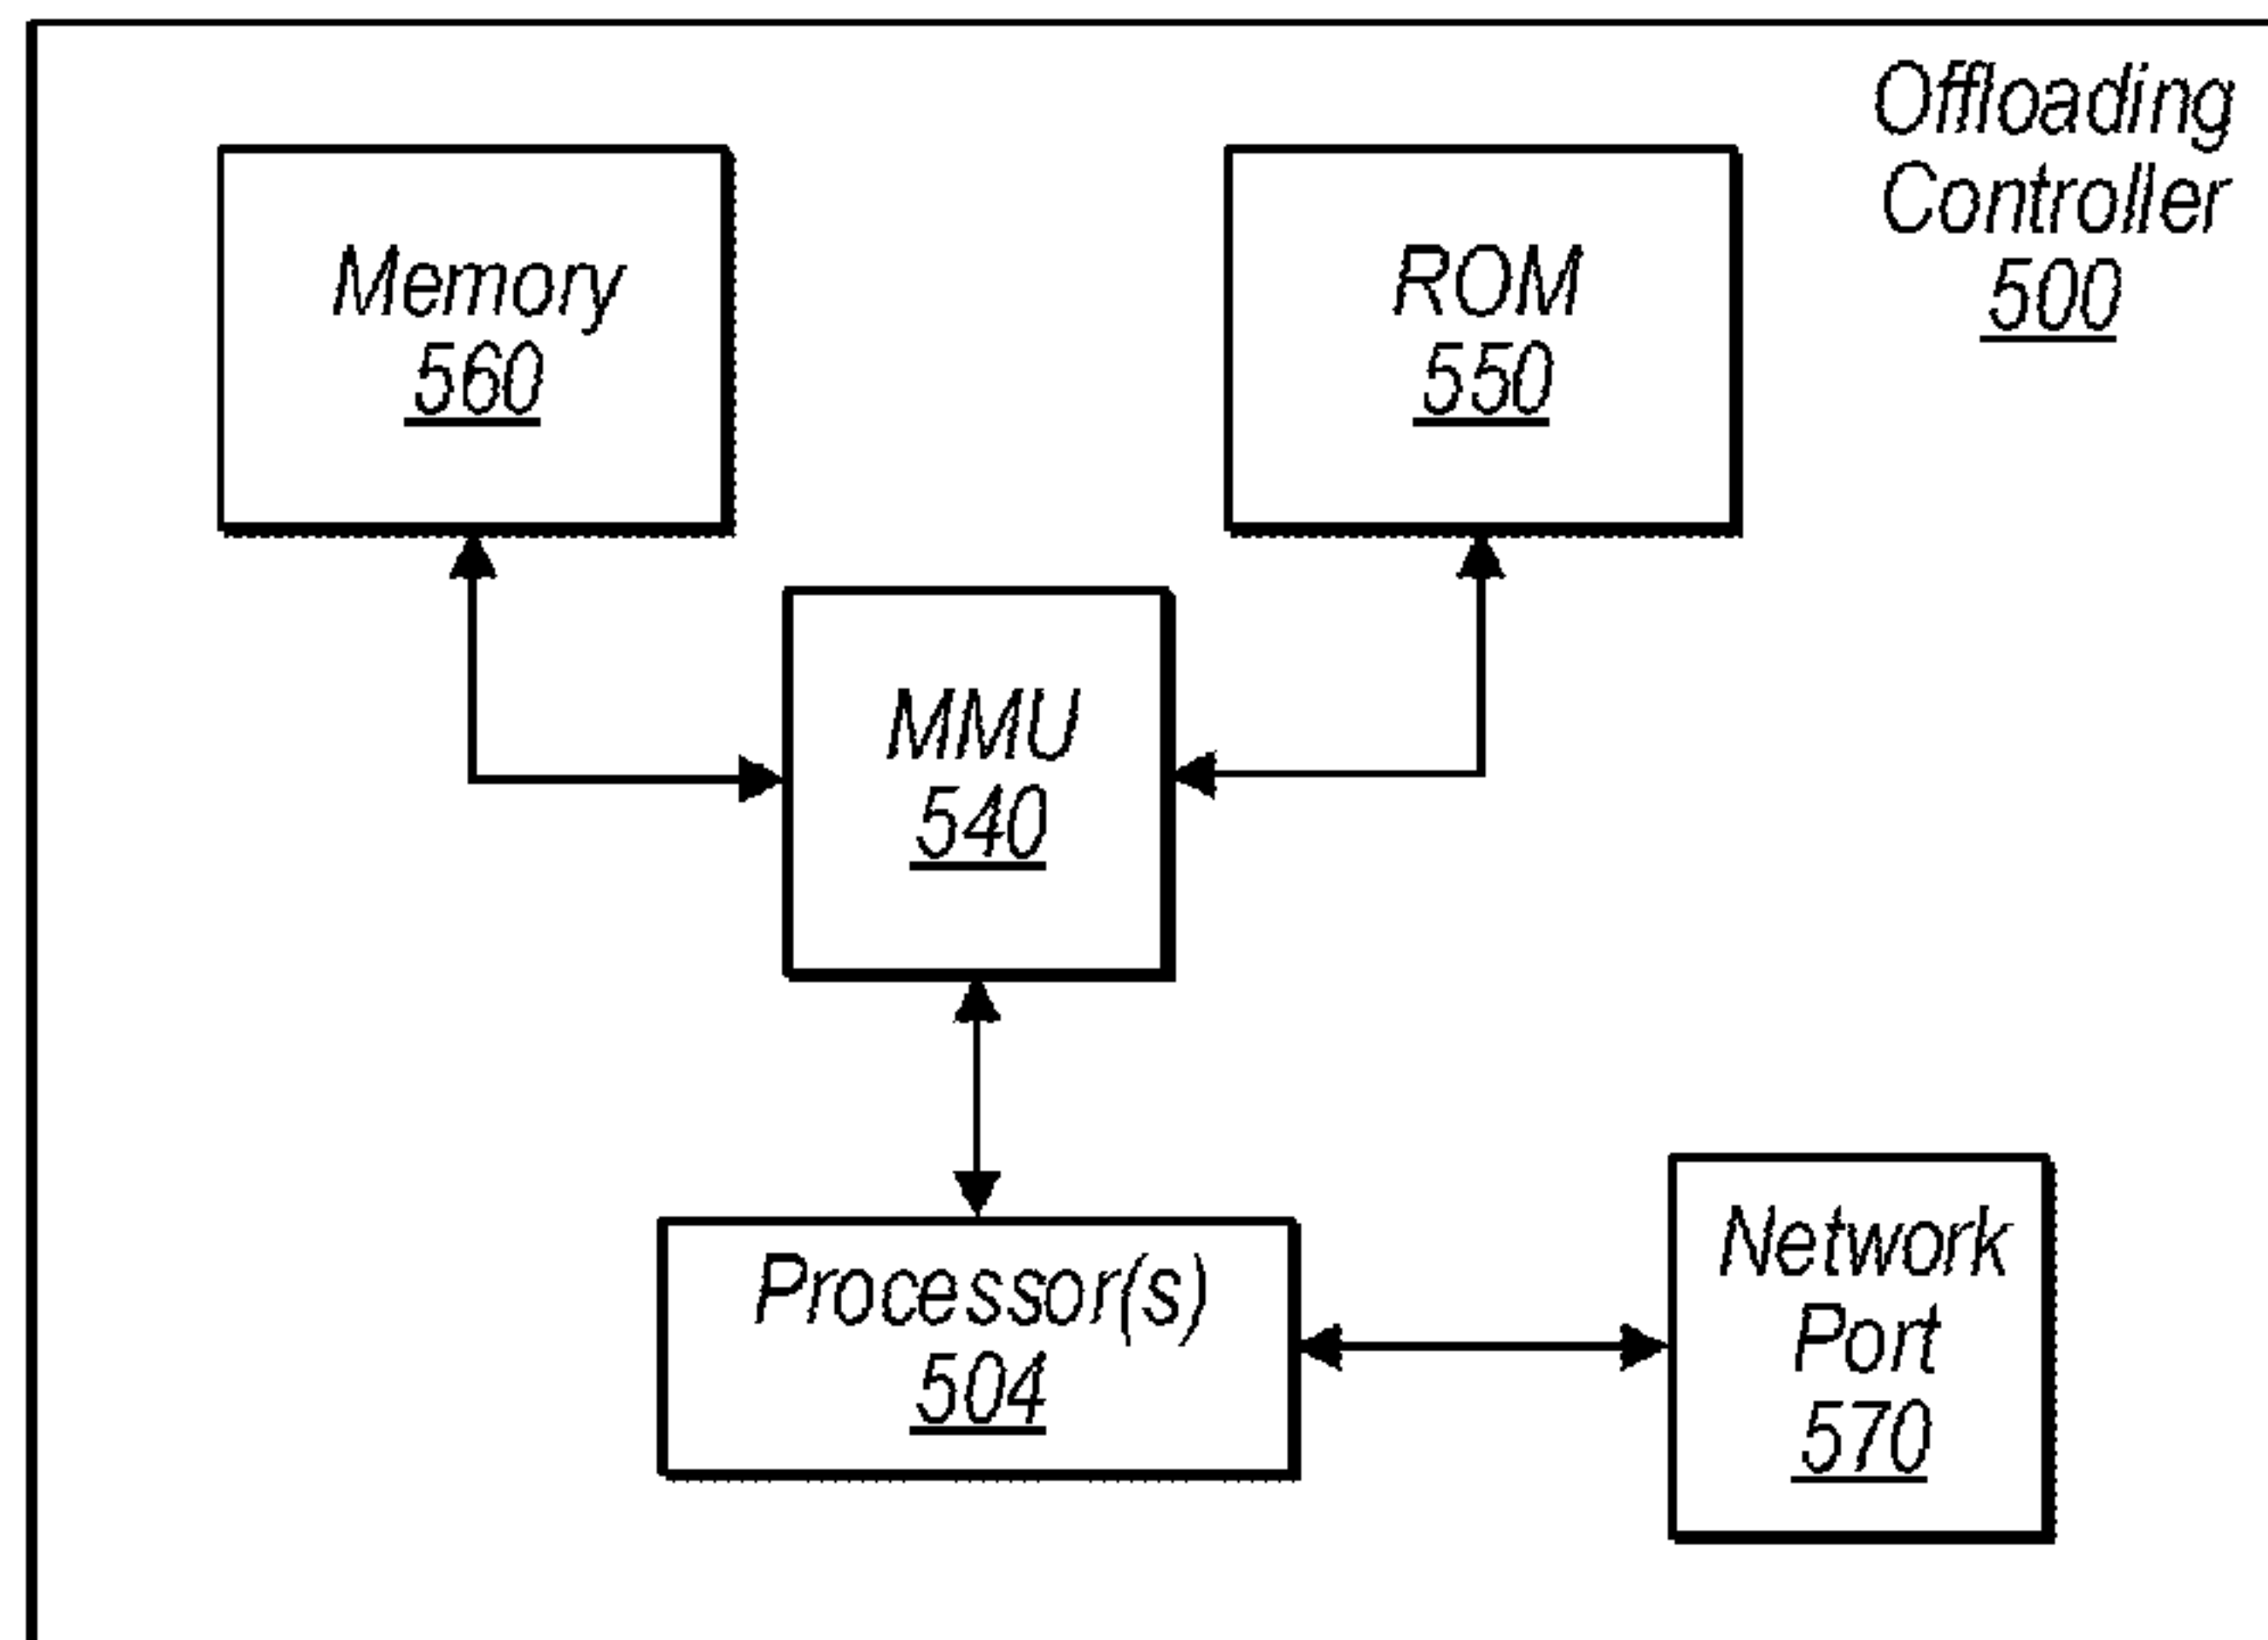 Offloading
Controller
500
Memory
560
ROM
550
MMU
540
Processor(s)
504
Network
Port
570